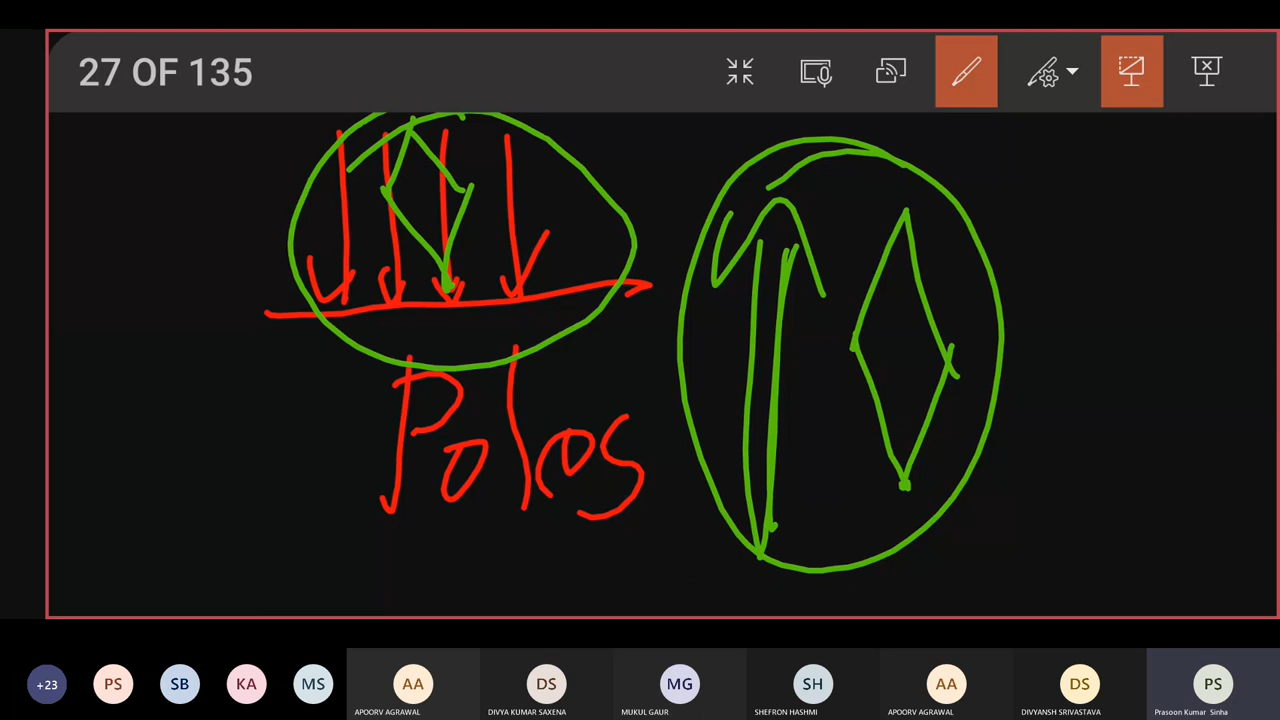 27 OF 135
Poles
+23
PS
SB
KA
MS
AA
DS
MG
SH
AA
DS
PS
APOORV AGRAWAL
DIVYA KUMAR SAXENA
MUKUL GAUR
SHEFRON HASHMI
APOORV AGRAWAL
DIVYANSH SRIVASTAVA
Prasoon Kumar Sinha